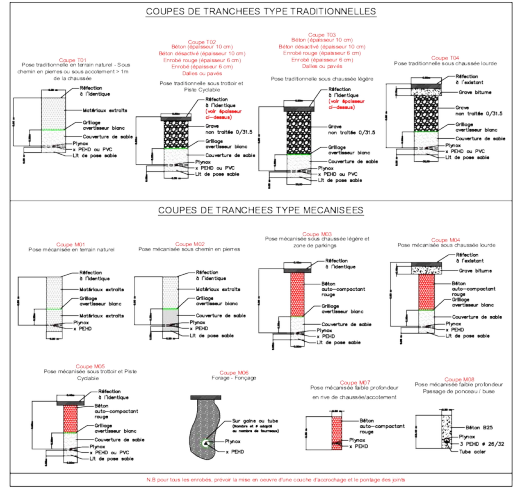 COUPES DE TRANCHEES TYPE TRADITIONNELLES
Coupe T01
Pose traditionnelle en terrain naturel - Sous
chemin en pierres ou sous accotement > 1m
de la chaussée
Réfection
à l'identique
Matériaux extraits
Grillage
avertisseur blanc
Couverture de sable
Plynox
x PEHD ou PVC
Lit de pose sable
Coupe T02
Béton (épaisseur 10 cm)
Béton désactivé (épaisseur 10 cm)
Enrobé rouge (épaisseur 6 cm)
Enrobé (épaisseur 6 cm)
Dalles ou pavés
Pose traditionnelle sous trottoir et
Piste Cyclable
Réfection
à l'identique
(voir épaisseur
ci-dessus)
Grave
non traitée 0/31.5
Grillage
avertisseur blanc
Couverture de sable
Plynox
x PEHD ou PVC
Lit de pose sable
Coupe T03
Béton (épaisseur 10 cm)
Béton désactivé (épaisseur 10 cm)
Enrobé rouge (épaisseur 6 cm)
Enrobé (épaisseur 6 cm)
Dalles ou pavés
Pose traditionnelle sous chaussée légère
Réfection
à l'identique
(voir épaisseur
ci-dessus)
Grave
non traitée 0/31.5
Grillage
avertisseur blanc
Couverture de sable
Plynox
x PEHD ou PVC
Lit de pose sable
Coupe T04
Pose traditionnelle sous chaussée lourde
Réfection
à l'existant
Grave bitume
Grave
non traitée 0/31.5
Grillage
avertisseur blanc
Couverture de sable
Plynox
x PEHD ou PVC
Lit de pose sable
COUPES DE TRANCHEES TYPE MECANISEES
Coupe M01
Pose mécanisée en terrain naturel
Réfection
à l'identique
Matériaux extraits
Grillage
avertisseur blanc
Matériaux extraits
Plynox
x PEHD
Lit de pose sable
Coupe M02
Pose mécanisée sous chemin en pierres
Réfection
à l'identique
Matériaux extraits
Grillage
avertisseur blanc
Couverture de sable
Plynox
x PEHD
Lit de pose sable
Coupe M03
Pose mécanisée sous chaussée légère et
zone de parkings
Réfection
à l'identique
Béton
auto-compactant
rouge
Grillage
avertisseur blanc
Couverture de sable
Plynox
x PEHD
Lit de pose sable
Coupe M04
Pose mécanisée sous chaussée lourde
Réfection
à l'existant
Grave bitume
Béton
auto-compactant
rouge
Grillage
avertisseur blanc
Couverture de sable
Plynox
x PEHD
Lit de pose sable
Coupe M05
Pose mécanisée sous trottoir et Piste
Cyclable
Réfection
à l'identique
Béton
auto-compactant
rouge
Grillage
avertisseur blanc
Couverture de sable
Plynox
x PEHD
Lit de pose sable
Coupe M06
Forage - Fonçage
Sur gaine ou tube
(Nombre et ø adapté
au nombre de fourreaux)
Plynox
x PEHD
Coupe M07
Pose mécanisée faible profondeur
en rive de chaussée/accotement
Béton
auto-compactant
rouge
Plynox
x PEHD
Coupe M08
Pose mécanisée faible profondeur
Passage de ponceau / buse
Béton B25
Plynox
3 PEHD ø 26/32
Tube acier
N.B pour tous les enrobés, prévoir la mise en oeuvre d'une couche d'accrochage et le pontage des joints